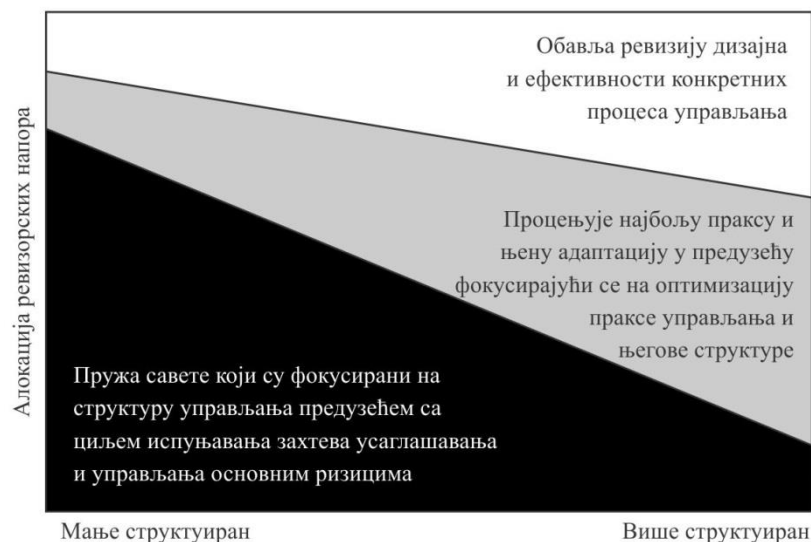 Обавља ревизију дизајна
и ефективности конкретних
процеса управљања
Алокација ревизорских напора
Процењује најбољу праксу и
њену адаптацију у предузећу
фокусирајући се на оптимизацију
праксе управљања и
његове структуре
Пружа савете који су фокусирани на
структуру управљања предузећем са
циљем испуњавања захтева усаглашавања
и управљања основним ризицима
Мање структуиран
Више структуиран